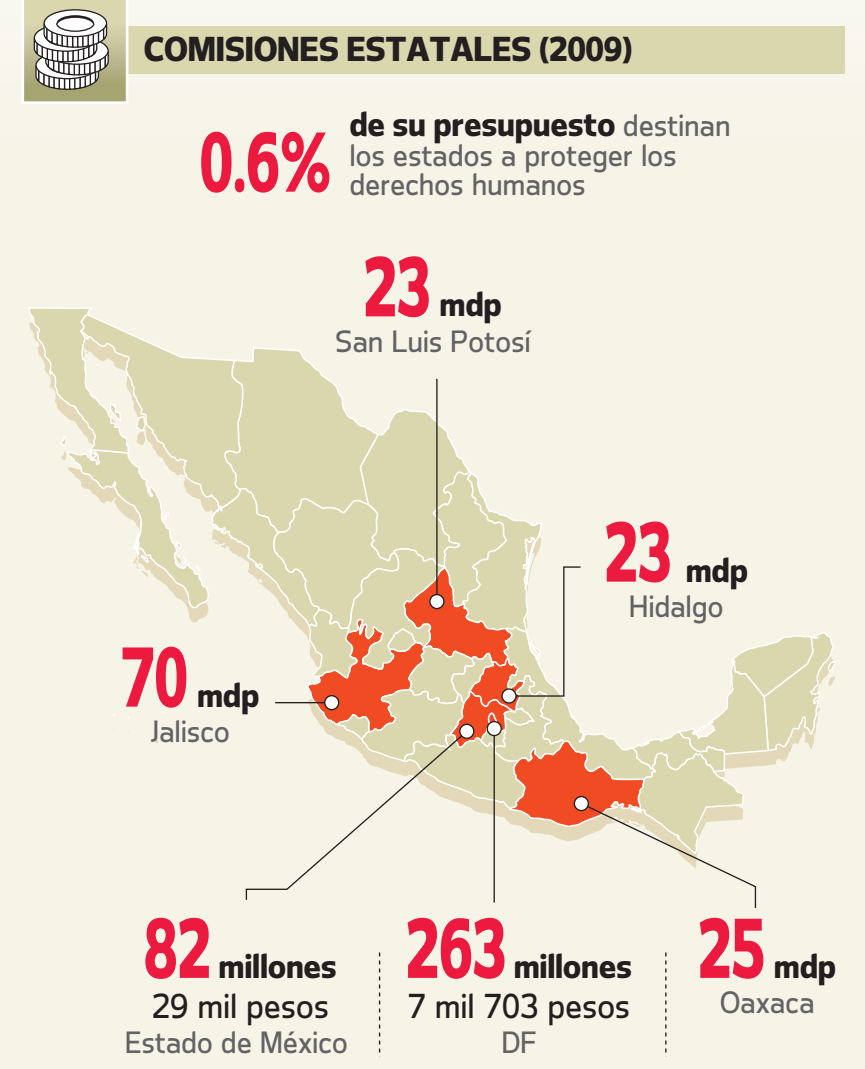 COMISIONES ESTATALES (2009)
0.6%
de su presupuesto destinan
los estados a proteger los
derechos humanos
23 mdp
San Luis Potosí
23 mdp
Hidalgo
70 mdp
Jalisco
82 millones
29 mil pesos
Estado de México
263 millones
7 mil 703 pesos
DF
25 mdp
Oaxaca